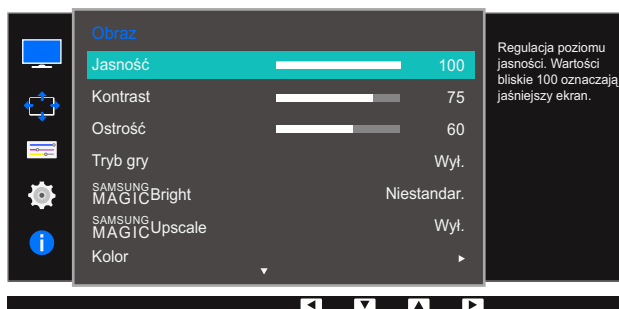 Obraz
Jasność 100
Kontrast 75
Ostrość 60
Tryb gry Wył.
SAMSUNG MAGIC Bright Niestandar.
SAMSUNG MAGIC Upscale Wył.
Kolor
Regulacja poziomu
jasności. Wartości
bliskie 100 oznaczają
jaśniejszy ekran.